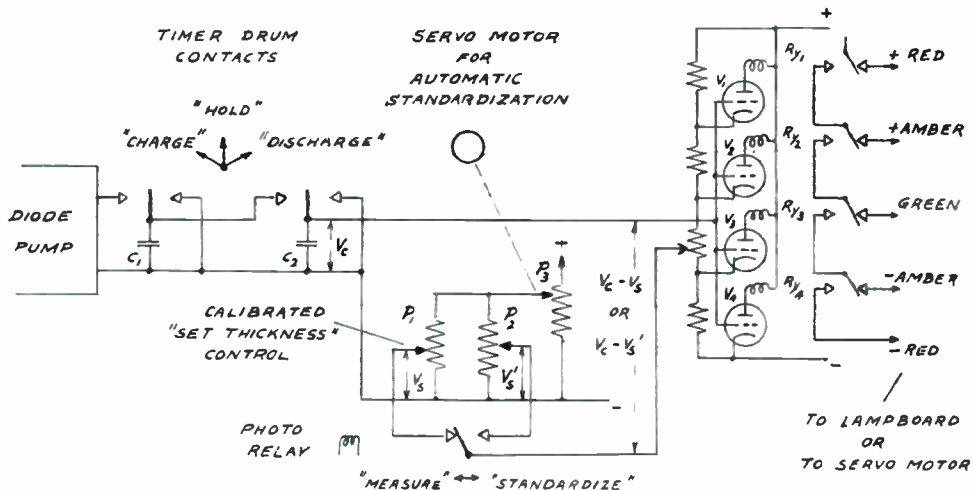 TIMER DRUM
CONTACTS
"HOLD"
"CHARGE"
"DISCHARGE"
SERVO MOTOR
FOR
AUTOMATIC
STANDARDIZATION
DIODE
PUMP
C1
C2
Vc
CALIBRATED
"SET THICKNESS"
CONTROL
P1
P2
P3
+
Vs
Vs'
-
Vc - Vs
OR
Vc - Vs'
PHOTO
RELAY
"MEASURE" ↔ "STANDARDIZE"
+
V1
V2
V3
V4
Ry1
Ry2
Ry3
Ry4
-
+ RED
+AMBER
GREEN
-AMBER
-RED
TO LAMPBOARD
OR
TO SERVO MOTOR